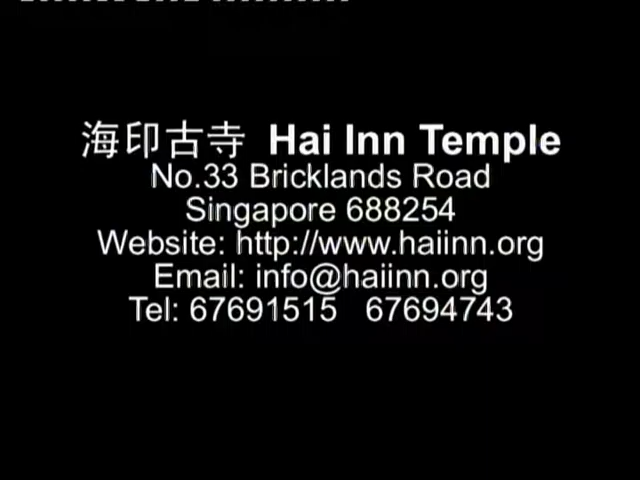 海印古寺 Hai Inn Temple
No.33 Bricklands Road
Singapore 688254
Website: http://www.haiinn.org
Email: info@haiinn.org
Tel: 67691515 67694743